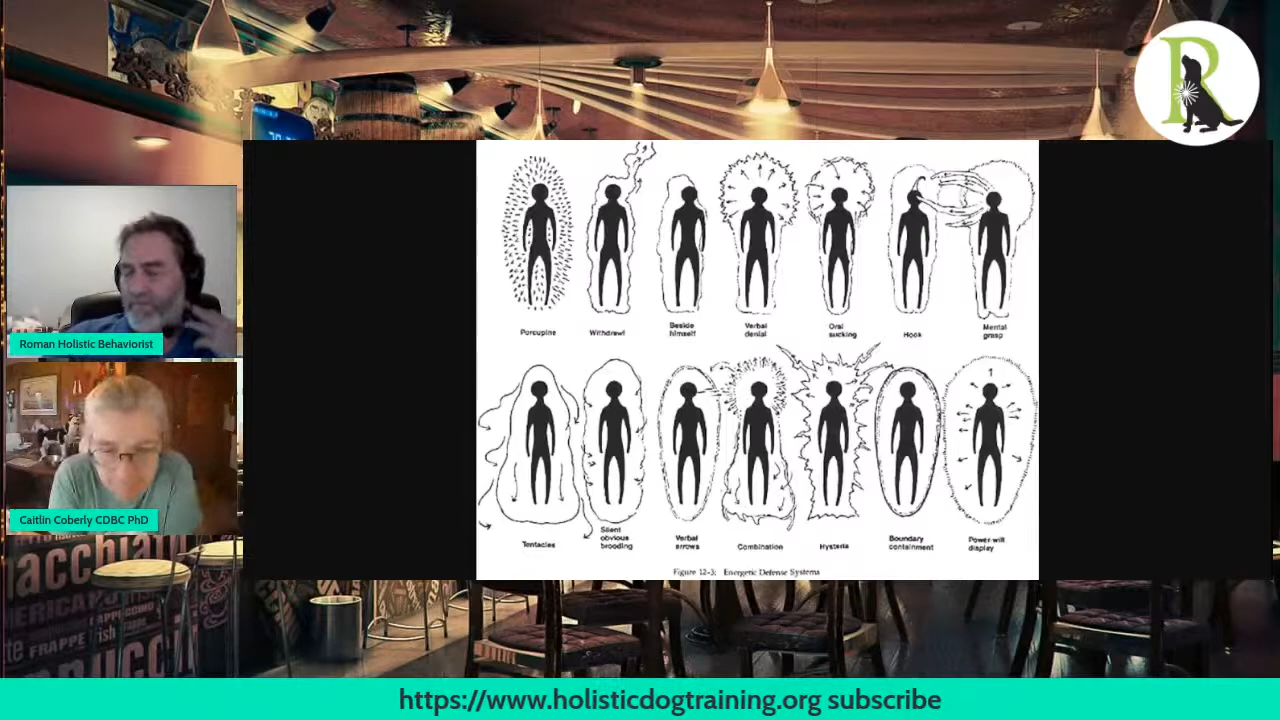 R
Porcupine
Withdrawl
Beside
himself
Verbal
denial
Oral
sucking
Hook
Mental
grasp
Roman Holistic Behaviorist
Caitlin Coberly CDBC PhD
Tentacles
Silent
obvious
brooding
Verbal
arrows
Combination
Hysteria
Boundary
containment
Power-will
display
Figure 12-3: Energetic Defense Systems
FRAPPE
https://www.holisticdogtraining.org subscribe